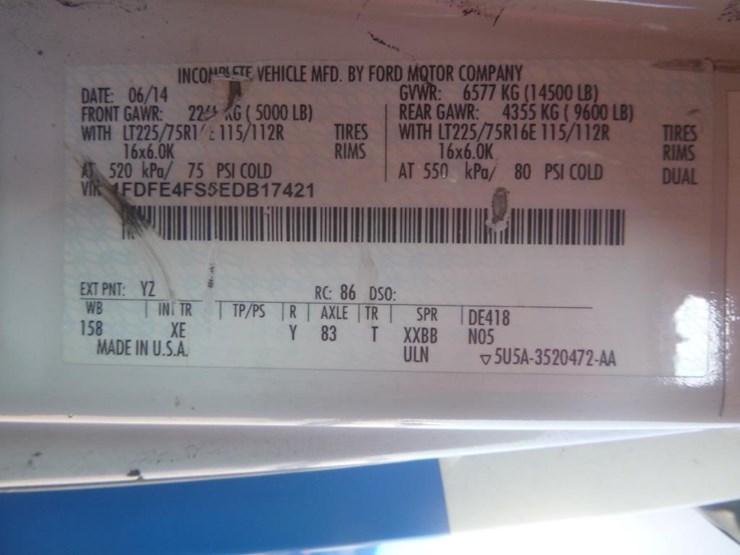 INCOMPLETE VEHICLE MFD. BY FORD MOTOR COMPANY
DATE: 06/14 GVWR: 6577 KG (14500 LB)
FRONT GAWR: KG ( 5000 LB) REAR GAWR: 4355 KG ( 9600 LB)
WITH LT225/75R1 E 115/112R TIRES WITH LT225/75R16E 115/112R TIRES
16x6.0K RIMS 16x6.0K RIMS
AT 520 kPa/ 75 PSI COLD AT 550 kPa/ 80 PSI COLD DUAL
VIN 1FDFE4FS5EDB17421
EXT PNT: YZ RC: 86 DSO:
WB INT TR TP/PS R AXLE TR SPR DE418
158 XE Y 83 T XXBB N05
MADE IN U.S.A. ULN ▽5U5A-3520472-AA